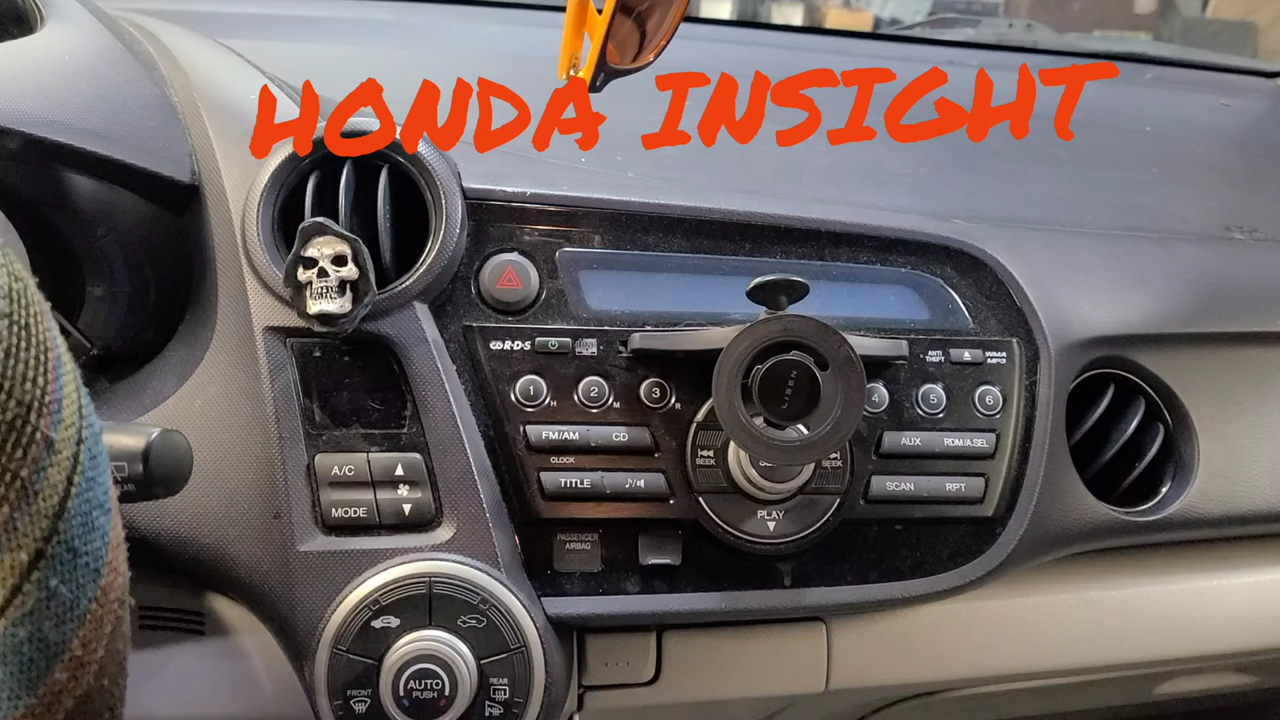 HONDA INSIGHT
CD R·D·S
ANTI THEFT
WMA
MP3
1 H 2 M 3 R 4 5 6
LISEN
FM/AM CD
AUX RDM/A.SEL
SEEK SEEK
CLOCK
TITLE
SCAN RPT
PLAY
A/C
MODE
PASSENGER
AIRBAG
AUTO
PUSH
FRONT
REAR